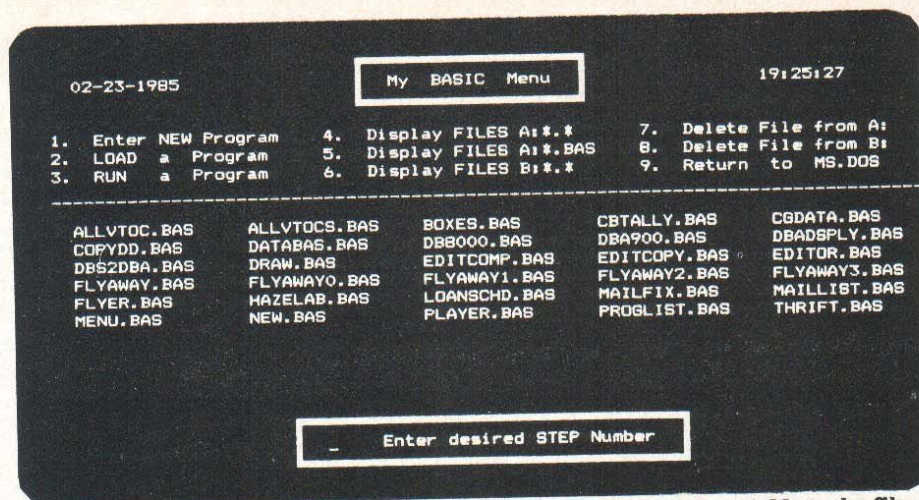 02-23-1985 My BASIC Menu 19:25:27
1. Enter NEW Program 4. Display FILES A:*.* 7. Delete File from A:
2. LOAD a Program 5. Display FILES A:*.BAS 8. Delete File from B:
3. RUN a Program 6. Display FILES B:*.* 9. Return to MS.DOS
ALLVTOC.BAS ALLVTOCS.BAS BOXES.BAS CBTALLY.BAS CGDATA.BAS
COPYDD.BAS DATABAS.BAS DB8000.BAS DBA900.BAS DBADSPLY.BAS
DBS2DBA.BAS DRAW.BAS EDITCOMP.BAS EDITCOPY.BAS EDITOR.BAS
FLYAWAY.BAS FLYAWAY0.BAS FLYAWAY1.BAS FLYAWAY2.BAS FLYAWAY3.BAS
FLYER.BAS HAZELAB.BAS LOANSCHD.BAS MAILFIX.BAS MAILLIST.BAS
MENU.BAS NEW.BAS PLAYER.BAS PROGLIST.BAS THRIFT.BAS
_ Enter desired STEP Number